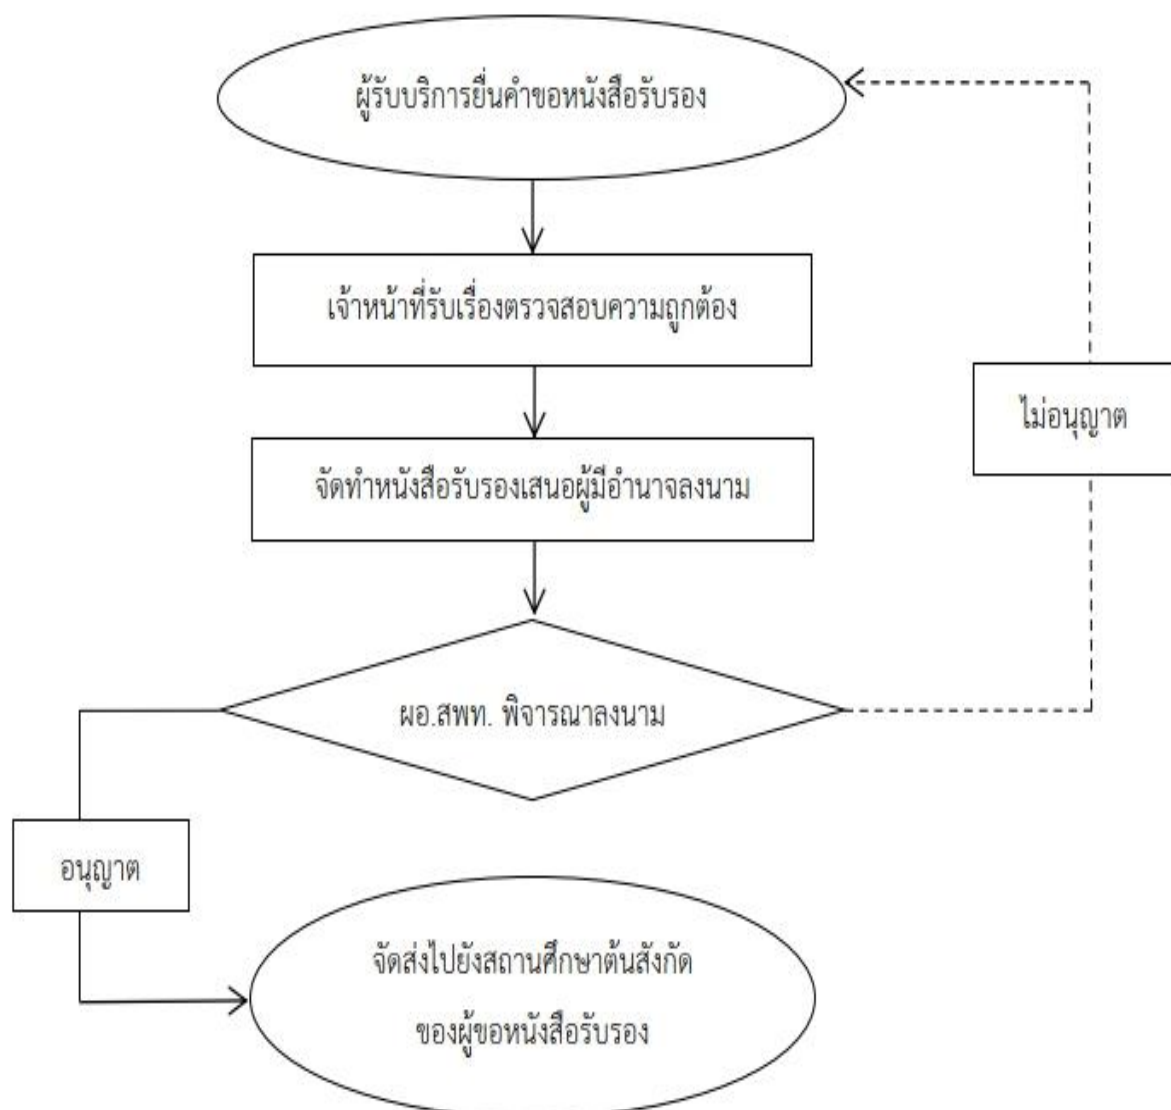 ผู้รับบริการยื่นคำขอหนังสือรับรอง
เจ้าหน้าที่รับเรื่องตรวจสอบความถูกต้อง
ไม่อนุญาต
จัดทำหนังสือรับรองเสนอผู้มีอำนาจลงนาม
ผอ.สพท. พิจารณาลงนาม
อนุญาต
จัดส่งไปยังสถานศึกษาต้นสังกัด
ของผู้ขอหนังสือรับรอง